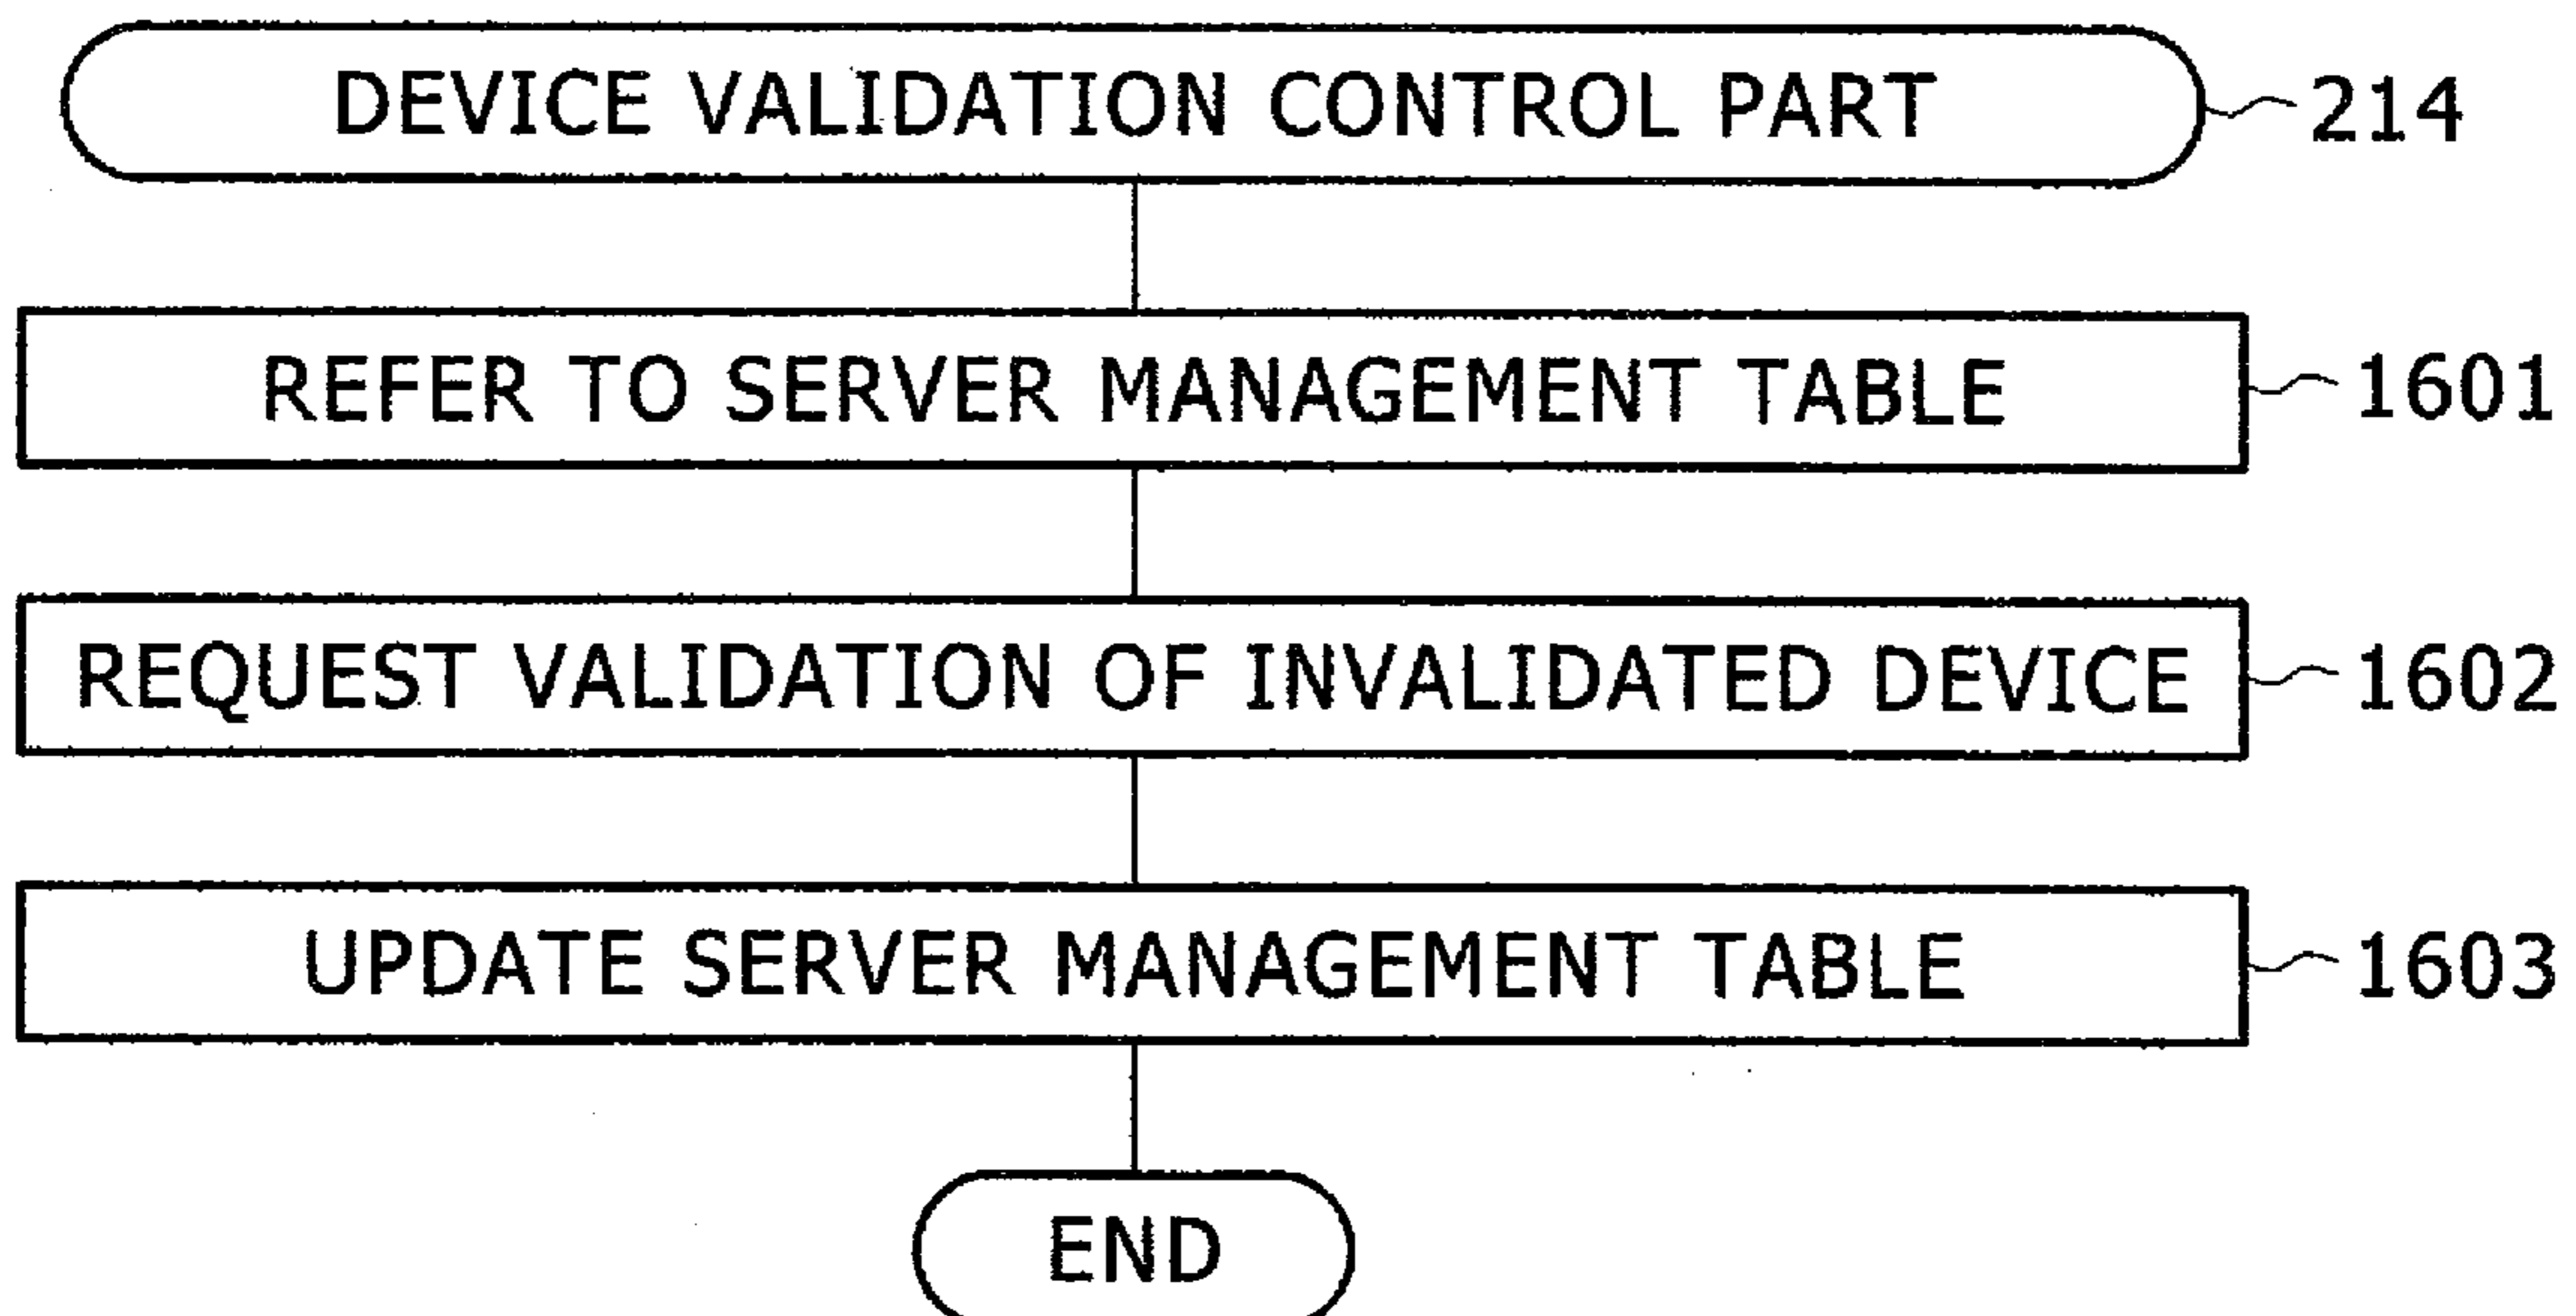 DEVICE VALIDATION CONTROL PART 214
REFER TO SERVER MANAGEMENT TABLE 1601
REQUEST VALIDATION OF INVALIDATED DEVICE 1602
UPDATE SERVER MANAGEMENT TABLE 1603
END